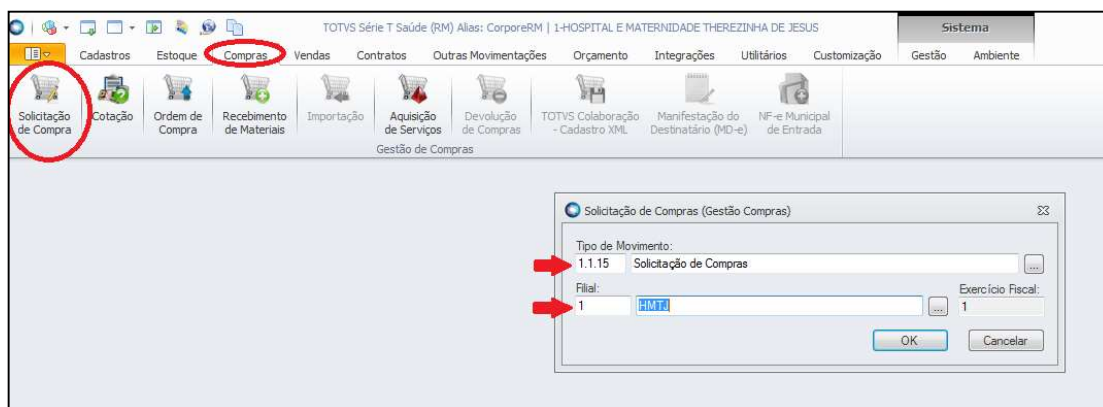 TOTVS Série T Saúde (RM) Alias: CorporeRM | 1-HOSPITAL E MATERNIDADE THEREZINHA DE JESUS
Sistema
Cadastros Estoque Compras Vendas Contratos Outras Movimentações Orçamento Integrações Utilitários Customização Gestão Ambiente
Solicitação de Compra
Cotação
Ordem de Compra
Recebimento de Materiais
Importação
Aquisição de Serviços
Devolução de Compras
TOTVS Colaboração - Cadastro XML
Manifestação do Destinatário (MD-e)
NF-e Municipal de Entrada
Gestão de Compras
Solicitação de Compras (Gestão Compras)
Tipo de Movimento:
1.1.15 Solicitação de Compras ...
Filial: Exercício Fiscal:
1 HMTJ ... 1
OK Cancelar